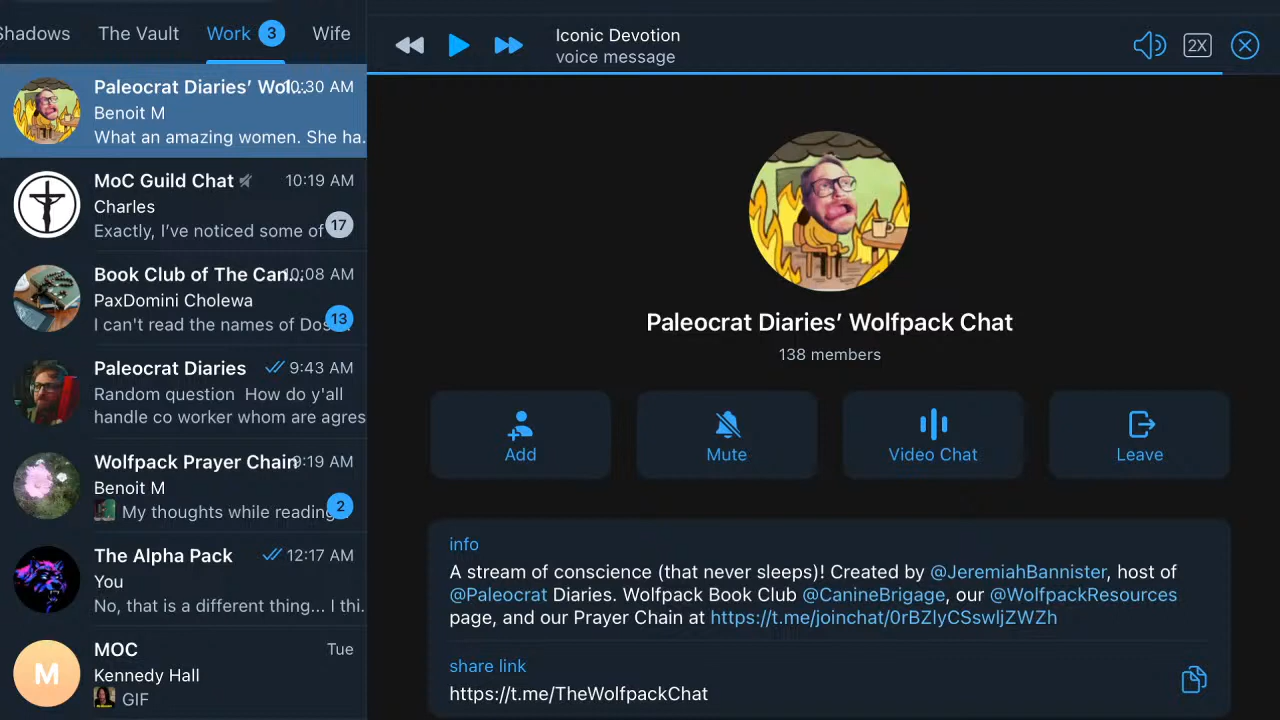 Shadows
The Vault
Work 3
Wife
Paleocrat Diaries’ Wol... 10:30 AM
Benoit M
What an amazing women. She ha.
MoC Guild Chat 10:19 AM
Charles
Exactly, I’ve noticed some of 17
Book Club of The Can... 10:08 AM
PaxDomini Cholewa
I can't read the names of Dos 13
Paleocrat Diaries 9:43 AM
Random question How do y'all
handle co worker whom are agres
Wolfpack Prayer Chain 9:19 AM
Benoit M
My thoughts while reading 2
The Alpha Pack 12:17 AM
You
No, that is a different thing... I thi.
M
MOC Tue
Kennedy Hall
GIF
Iconic Devotion
voice message
2X
Paleocrat Diaries’ Wolfpack Chat
138 members
Add
Mute
Video Chat
Leave
info
A stream of conscience (that never sleeps)! Created by @JeremiahBannister, host of
@Paleocrat Diaries. Wolfpack Book Club @CanineBrigage, our @WolfpackResources
page, and our Prayer Chain at https://t.me/joinchat/0rBZIyCSswljZWZh
share link
https://t.me/TheWolfpackChat